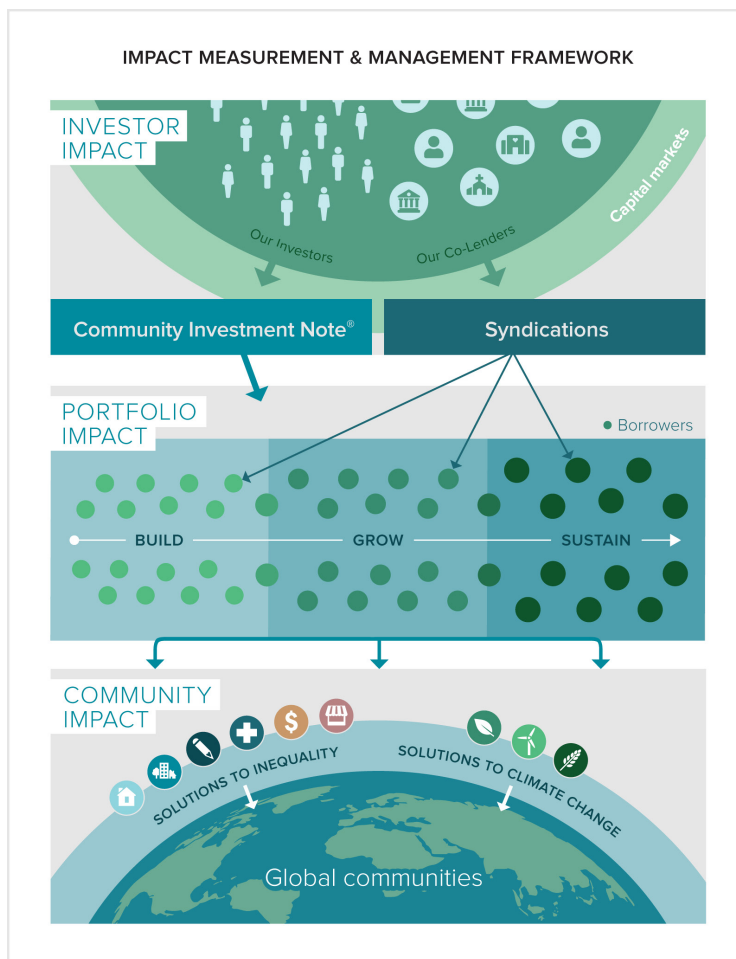 IMPACT MEASUREMENT & MANAGEMENT FRAMEWORK
INVESTOR
IMPACT
Capital markets
Our Investors
Our Co-Lenders
Community Investment Note®
Syndications
PORTFOLIO
IMPACT
Borrowers
BUILD
GROW
SUSTAIN
COMMUNITY
IMPACT
$
SOLUTIONS TO INEQUALITY
SOLUTIONS TO CLIMATE CHANGE
Global communities